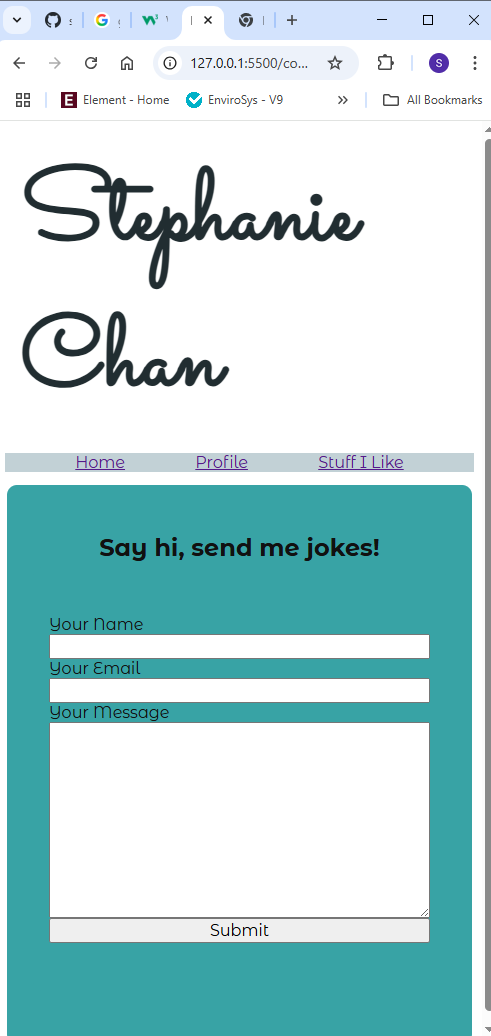 127.0.0.1:5500/co...
S
Element - Home
EnviroSys - V9
All Bookmarks
Stephanie
Chan
Home
Profile
Stuff I Like
Say hi, send me jokes!
Your Name
Your Email
Your Message
Submit